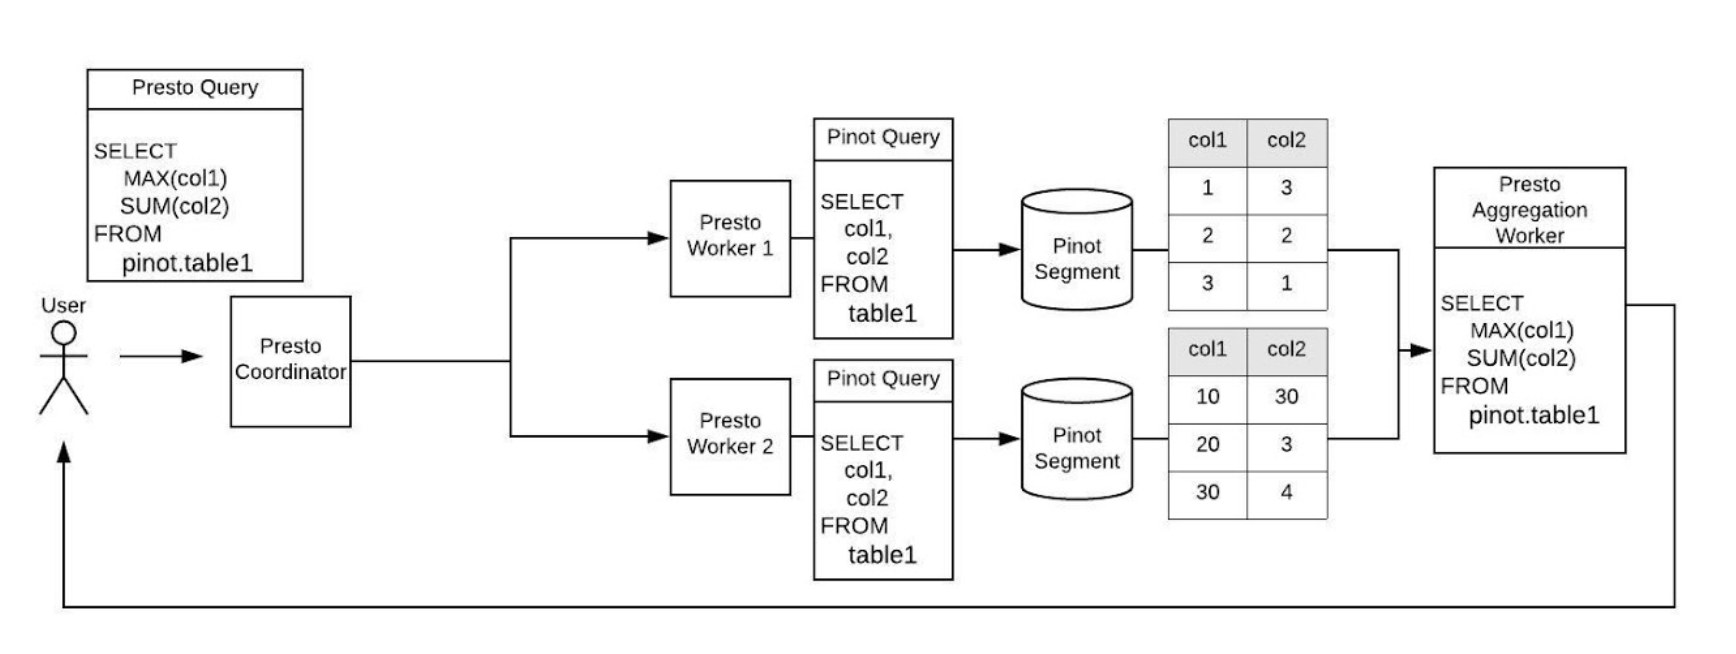 Presto Query
SELECT
MAX(col1)
SUM(col2)
FROM
pinot.table1
User
Presto
Coordinator
Presto
Worker 1
Pinot Query
SELECT
col1,
col2
FROM
table1
Pinot
Segment
col1 col2
1 3
2 2
3 1
Presto
Worker 2
Pinot Query
SELECT
col1,
col2
FROM
table1
Pinot
Segment
col1 col2
10 30
20 3
30 4
Presto
Aggregation
Worker
SELECT
MAX(col1)
SUM(col2)
FROM
pinot.table1